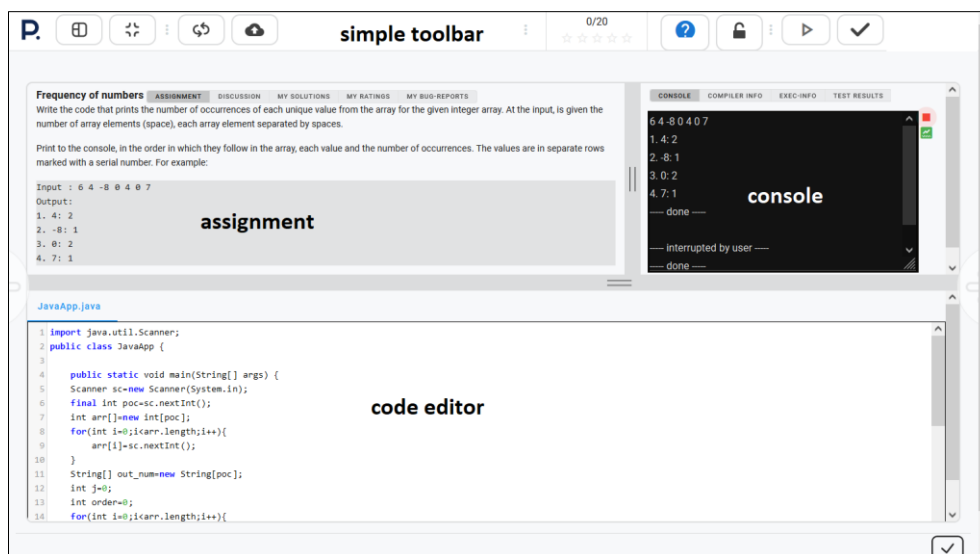 P.
simple toolbar
0/20
Frequency of numbers ASSIGNMENT DISCUSSION MY SOLUTIONS MY RATINGS MY BUG-REPORTS
Write the code that prints the number of occurrences of each unique value from the array for the given integer array. At the input, is given the
number of array elements (space), each array element separated by spaces.
Print to the console, in the order in which they follow in the array, each value and the number of occurrences. The values are in separate rows
marked with a serial number. For example:
Input : 6 4 -8 0 4 0 7
Output:
1. 4: 2
2. -8: 1
3. 0: 2
4. 7: 1
assignment
CONSOLE COMPILER INFO EXEC-INFO TEST RESULTS
6 4 -8 0 4 0 7
1. 4: 2
2. -8: 1
3. 0: 2
4. 7: 1
---- done ----
---- interrupted by user ----
---- done ----
console
JavaApp.java
1 import java.util.Scanner;
2 public class JavaApp {
3
4 public static void main(String[] args) {
5 Scanner sc=new Scanner(System.in);
6 final int poc=sc.nextInt();
7 int arr[]=new int[poc];
8 for(int i=0;i<arr.length;i++){
9 arr[i]=sc.nextInt();
10 }
11 String[] out_num=new String[poc];
12 int j=0;
13 int order=0;
14 for(int i=0;i<arr.length;i++){
code editor